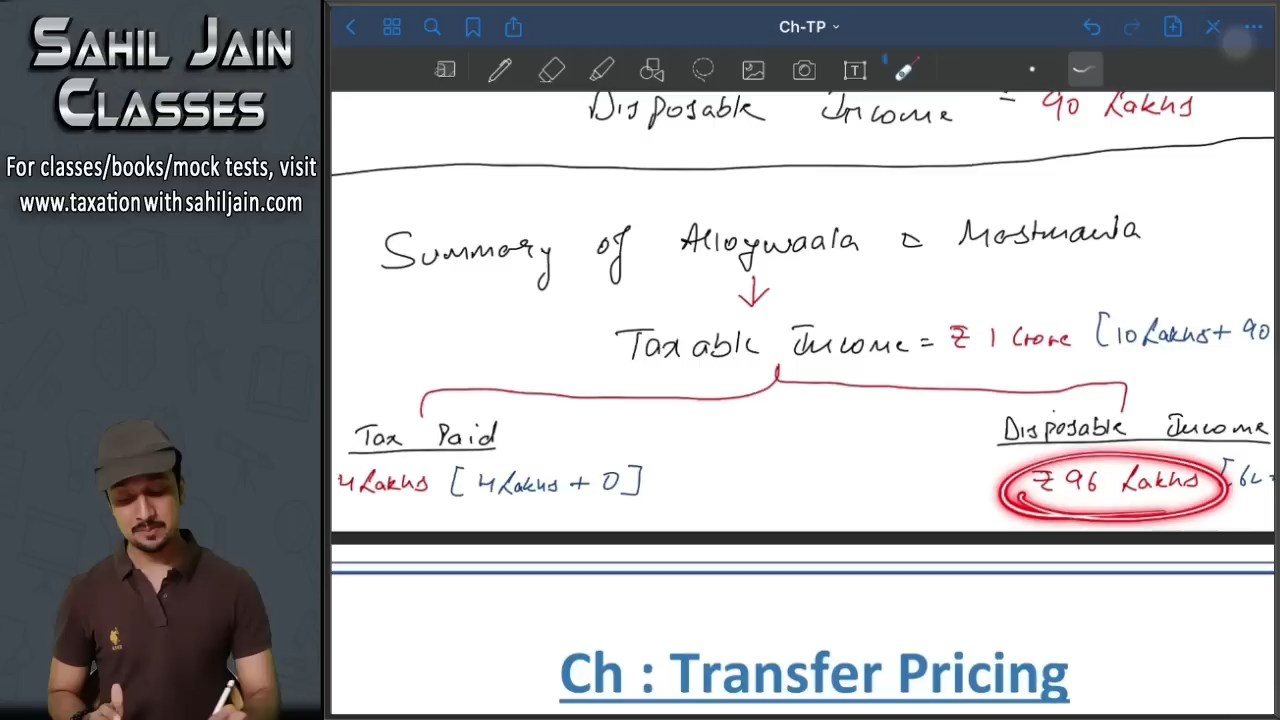 SAHIL JAIN
CLASSES
For classes/books/mock tests, visit
www.taxationwithsahiljain.com
Ch-TP
Disposable Income = 90 Lakhs
Summary of Alloywaala & Mastmaula
Taxable Income = ₹ 1 Crore [10 Lakhs + 90
Tax Paid
4 Lakhs [4 Lakhs + 0]
Disposable Income
₹ 96 Lakhs [6L
Ch : Transfer Pricing